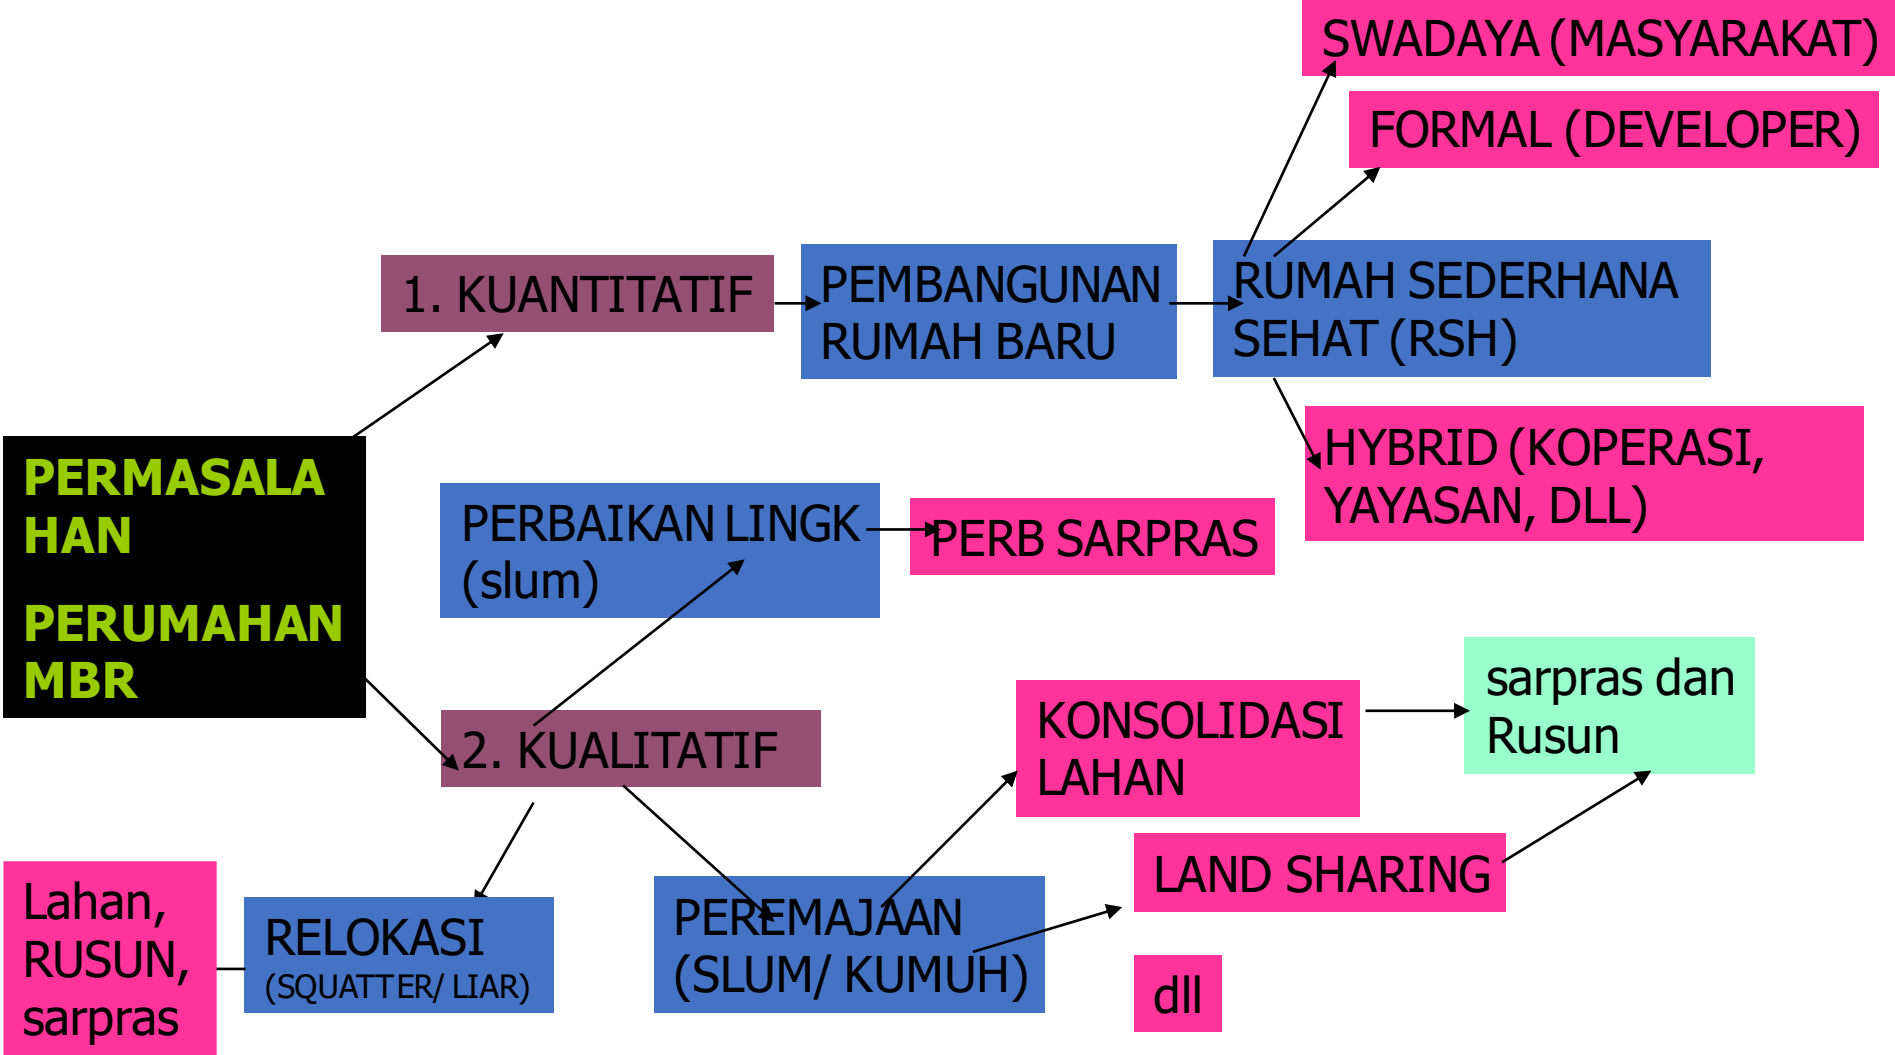 SWADAYA (MASYARAKAT)
FORMAL (DEVELOPER)
1. KUANTITATIF
PEMBANGUNAN
RUMAH BARU
RUMAH SEDERHANA
SEHAT (RSH)
HYBRID (KOPERASI,
YAYASAN, DLL)
PERMASALA
HAN
PERUMAHAN
MBR
PERBAIKAN LINGK
(slum)
PERB SARPRAS
2. KUALITATIF
KONSOLIDASI
LAHAN
sarpras dan
Rusun
LAND SHARING
dll
PEREMAJAAN
(SLUM/ KUMUH)
RELOKASI
(SQUATTER/ LIAR)
Lahan,
RUSUN,
sarpras